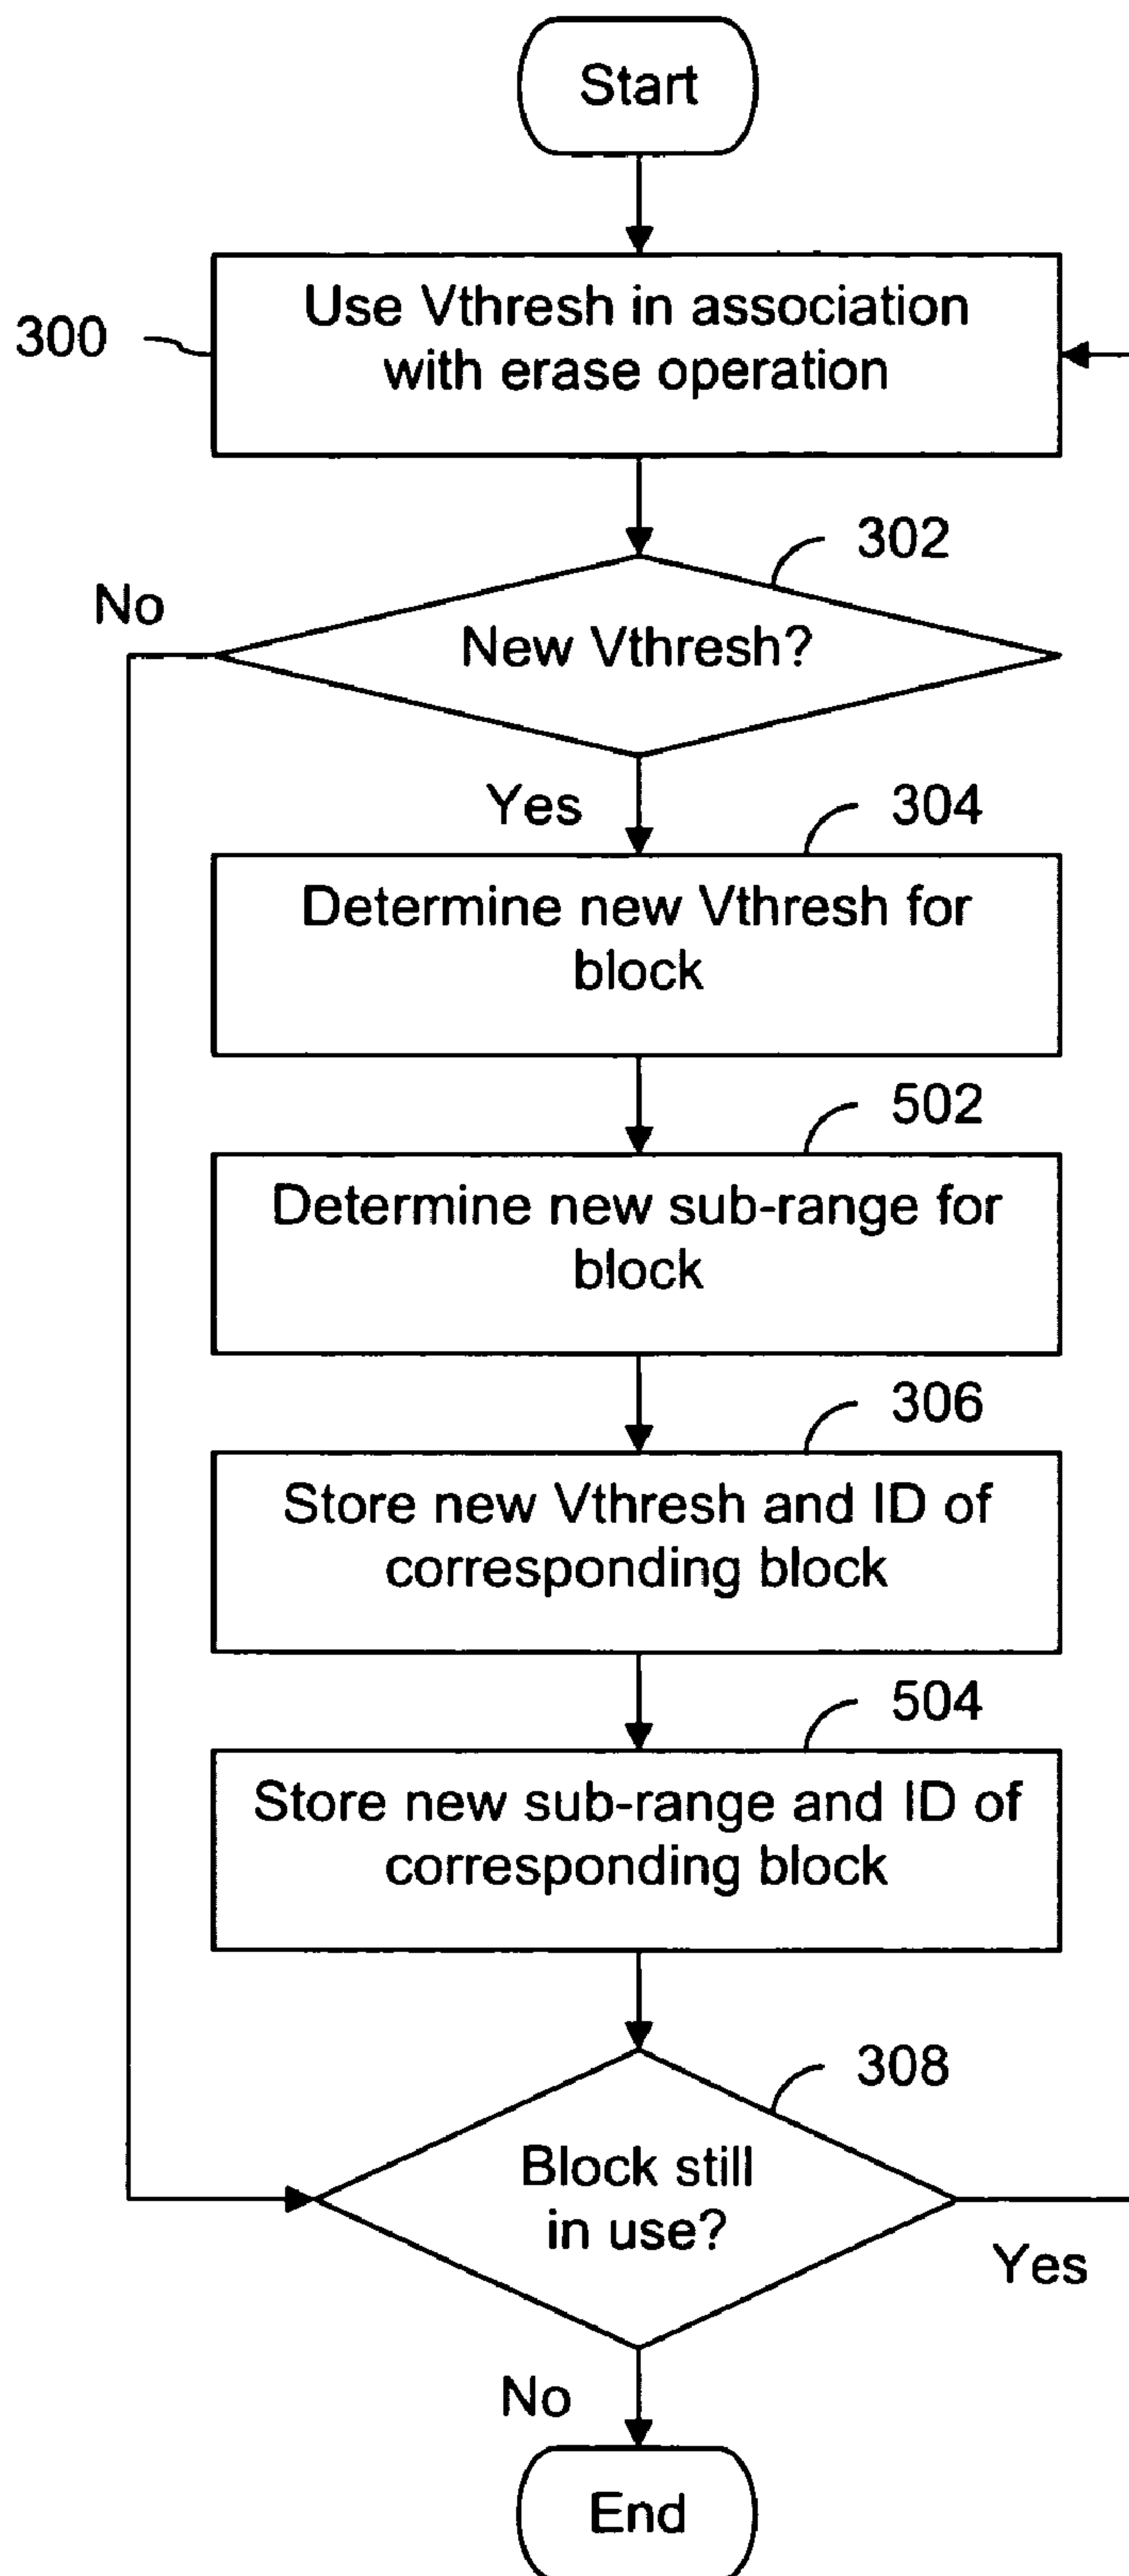 Start
300
Use Vthresh in association
with erase operation
302
No
New Vthresh?
Yes
304
Determine new Vthresh for
block
502
Determine new sub-range for
block
306
Store new Vthresh and ID of
corresponding block
504
Store new sub-range and ID of
corresponding block
308
Block still
in use?
Yes
No
End